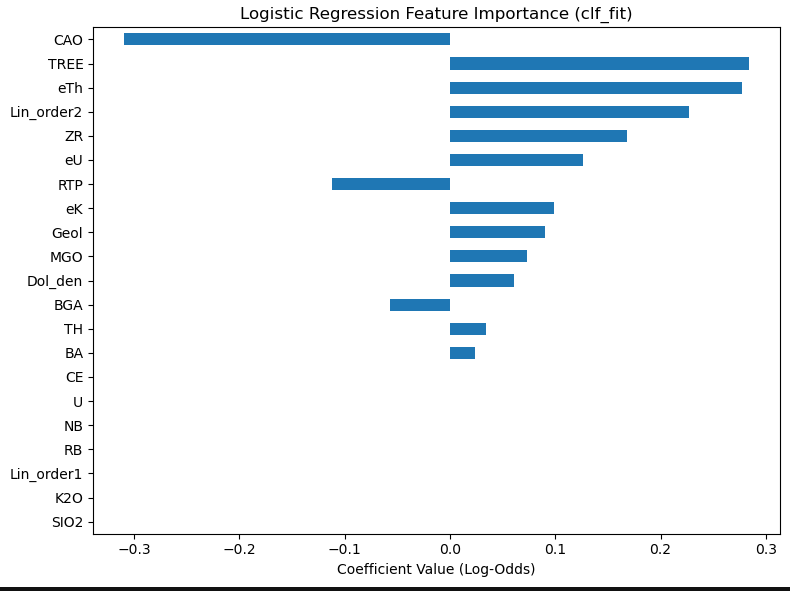 Logistic Regression Feature Importance (clf_fit)
CAO
TREE
eTh
Lin_order2
ZR
eU
RTP
eK
Geol
MGO
Dol_den
BGA
TH
BA
CE
U
NB
RB
Lin_order1
K2O
SIO2
−0.3 −0.2 −0.1 0.0 0.1 0.2 0.3
Coefficient Value (Log-Odds)